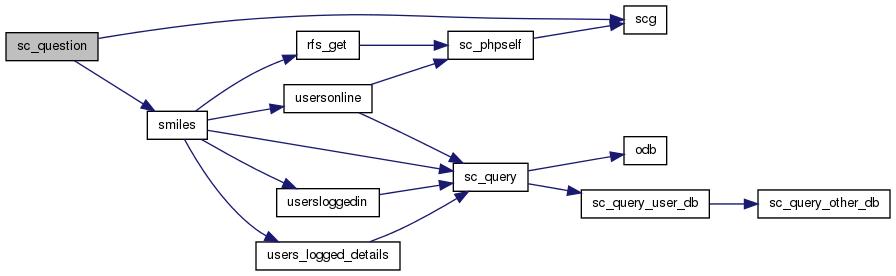 sc_question
smiles
rfs_get
usersonline
usersloggedin
users_logged_details
sc_phpself
sc_query
scg
odb
sc_query_user_db
sc_query_other_db